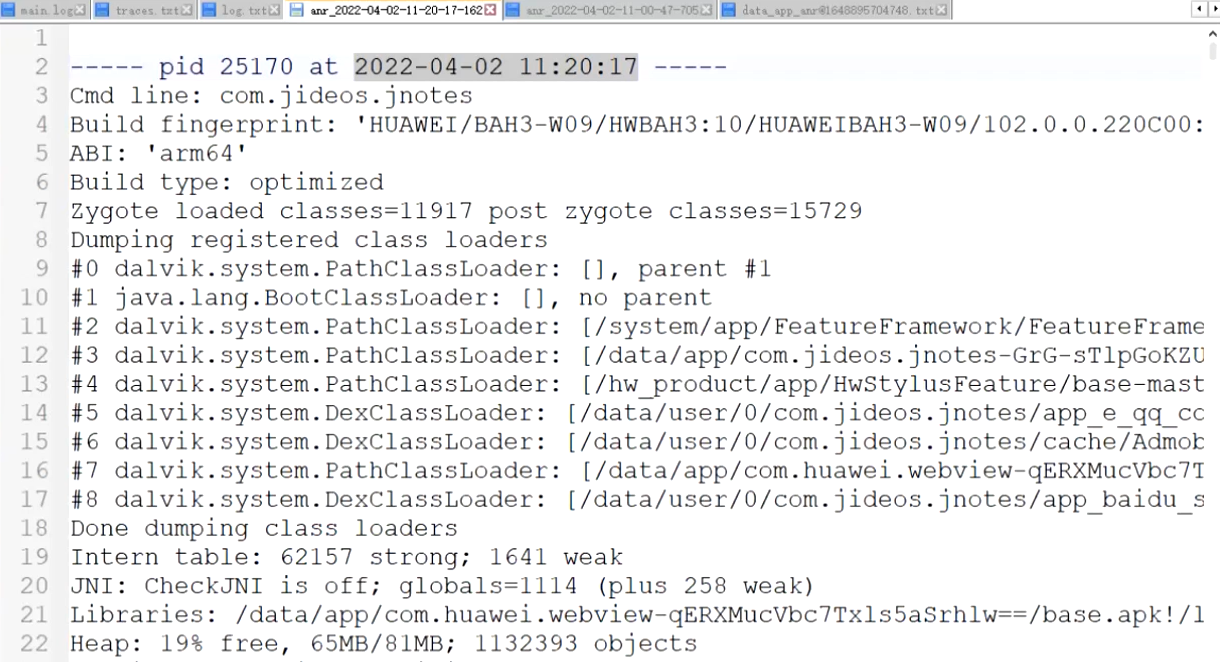 main.log traces.txt log.txt anr_2022-04-02-11-20-17-162 anr_2022-04-02-11-00-47-705 data_app_anr@1648895704748.txt
1
2 ----- pid 25170 at 2022-04-02 11:20:17 -----
3 Cmd line: com.jideos.jnotes
4 Build fingerprint: 'HUAWEI/BAH3-W09/HWBAH3:10/HUAWEIBAH3-W09/102.0.0.220C00:
5 ABI: 'arm64'
6 Build type: optimized
7 Zygote loaded classes=11917 post zygote classes=15729
8 Dumping registered class loaders
9 #0 dalvik.system.PathClassLoader: [], parent #1
10 #1 java.lang.BootClassLoader: [], no parent
11 #2 dalvik.system.PathClassLoader: [/system/app/FeatureFramework/FeatureFrame
12 #3 dalvik.system.PathClassLoader: [/data/app/com.jideos.jnotes-GrG-sTlpGoKZU
13 #4 dalvik.system.PathClassLoader: [/hw_product/app/HwStylusFeature/base-mast
14 #5 dalvik.system.DexClassLoader: [/data/user/0/com.jideos.jnotes/app_e_qq_co
15 #6 dalvik.system.DexClassLoader: [/data/user/0/com.jideos.jnotes/cache/Admob
16 #7 dalvik.system.PathClassLoader: [/data/app/com.huawei.webview-qERXMucVbc7T
17 #8 dalvik.system.DexClassLoader: [/data/user/0/com.jideos.jnotes/app_baidu_s
18 Done dumping class loaders
19 Intern table: 62157 strong; 1641 weak
20 JNI: CheckJNI is off; globals=1114 (plus 258 weak)
21 Libraries: /data/app/com.huawei.webview-qERXMucVbc7Txls5aSrhlw==/base.apk!/l
22 Heap: 19% free, 65MB/81MB; 1132393 objects